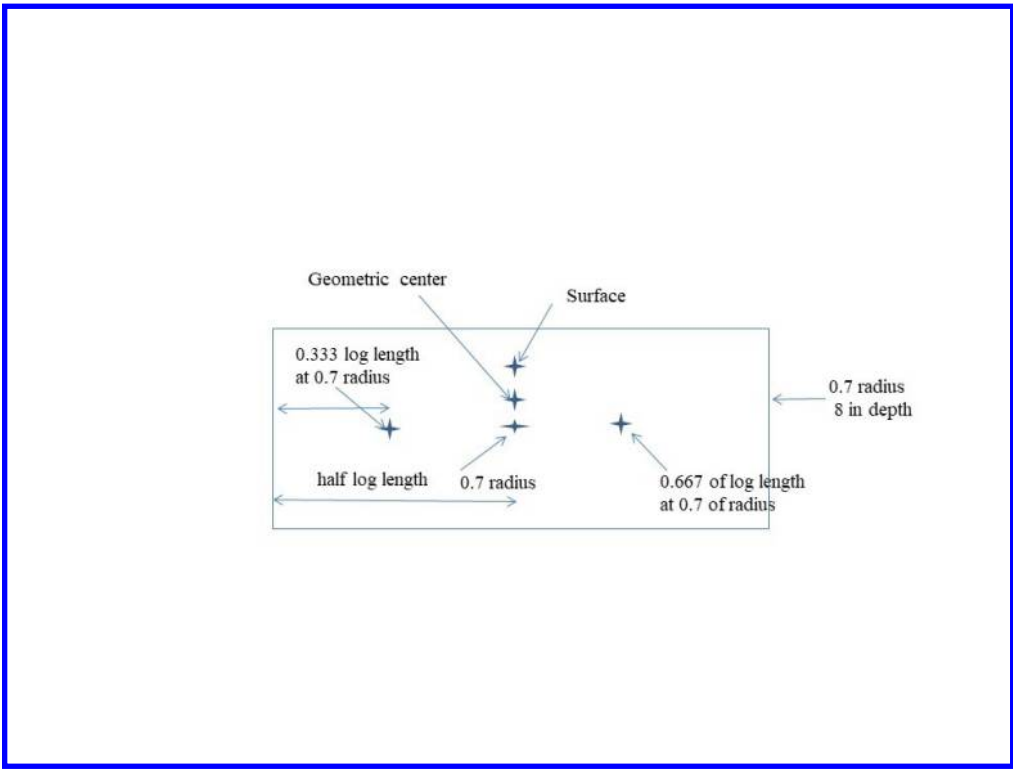 Geometric center
Surface
0.333 log length
at 0.7 radius
0.7 radius
8 in depth
half log length
0.7 radius
0.667 of log length
at 0.7 of radius